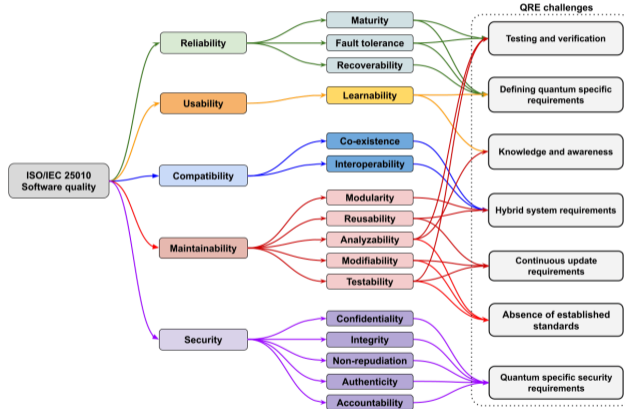 QRE challenges
Maturity
Testing and verification
Reliability
Fault tolerance
Recoverability
Defining quantum specific
requirements
Usability
Learnability
Co-existence
Knowledge and awareness
ISO/IEC 25010
Software quality
Compatibility
Interoperability
Modularity
Hybrid system requirements
Reusability
Maintainability
Analyzability
Modifiability
Continuous update
requirements
Testability
Absence of established
standards
Confidentiality
Security
Integrity
Non-repudiation
Authenticity
Quantum specific security
requirements
Accountability